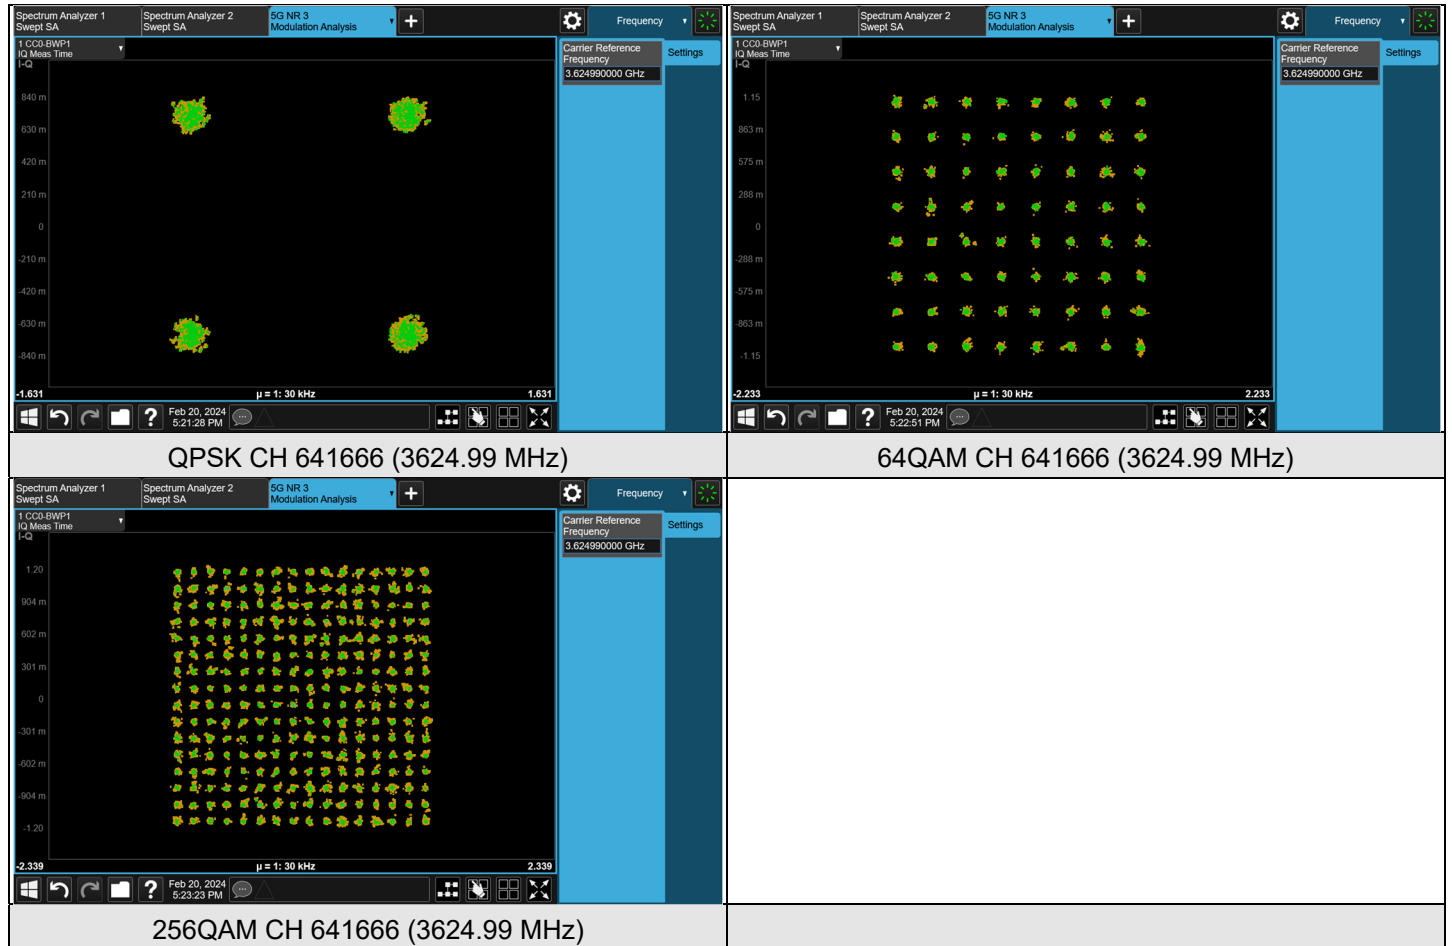 Spectrum Analyzer 1
Swept SA
Spectrum Analyzer 2
Swept SA
5G NR 3
Modulation Analysis
+
Frequency
1 CC0-BWP1
IQ Meas Time
I-Q
840 m
630 m
420 m
210 m
0
-210 m
-420 m
-630 m
-840 m
-1.631
µ = 1: 30 kHz
1.631
Carrier Reference
Frequency
3.624990000 GHz
Settings
?
Feb 20, 2024
5:21:28 PM
QPSK CH 641666 (3624.99 MHz)
Spectrum Analyzer 1
Swept SA
Spectrum Analyzer 2
Swept SA
5G NR 3
Modulation Analysis
+
Frequency
1 CC0-BWP1
IQ Meas Time
I-Q
1.15
863 m
575 m
288 m
0
-288 m
-575 m
-863 m
-1.15
-2.233
µ = 1: 30 kHz
2.233
Carrier Reference
Frequency
3.624990000 GHz
Settings
?
Feb 20, 2024
5:22:51 PM
64QAM CH 641666 (3624.99 MHz)
Spectrum Analyzer 1
Swept SA
Spectrum Analyzer 2
Swept SA
5G NR 3
Modulation Analysis
+
Frequency
1 CC0-BWP1
IQ Meas Time
I-Q
1.20
904 m
602 m
301 m
0
-301 m
-602 m
-904 m
-1.20
-2.339
µ = 1: 30 kHz
2.339
Carrier Reference
Frequency
3.624990000 GHz
Settings
?
Feb 20, 2024
5:23:23 PM
256QAM CH 641666 (3624.99 MHz)